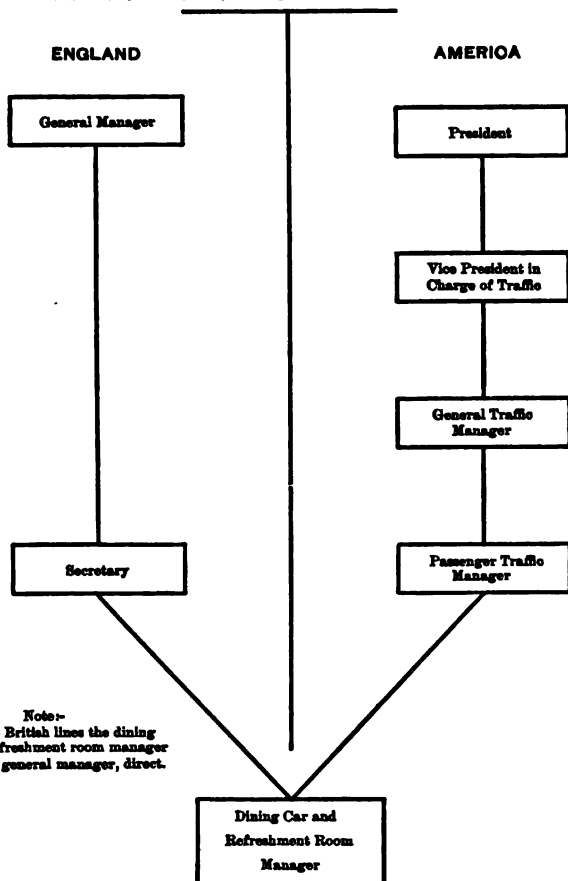 ENGLAND
AMERICA
General Manager
President
Vice President in
Charge of Traffic
General Traffic
Manager
Secretary
Passenger Traffic
Manager
Note:-
British lines the dining
freshment room manager
general manager, direct.
Dining Car and
Refreshment Room
Manager